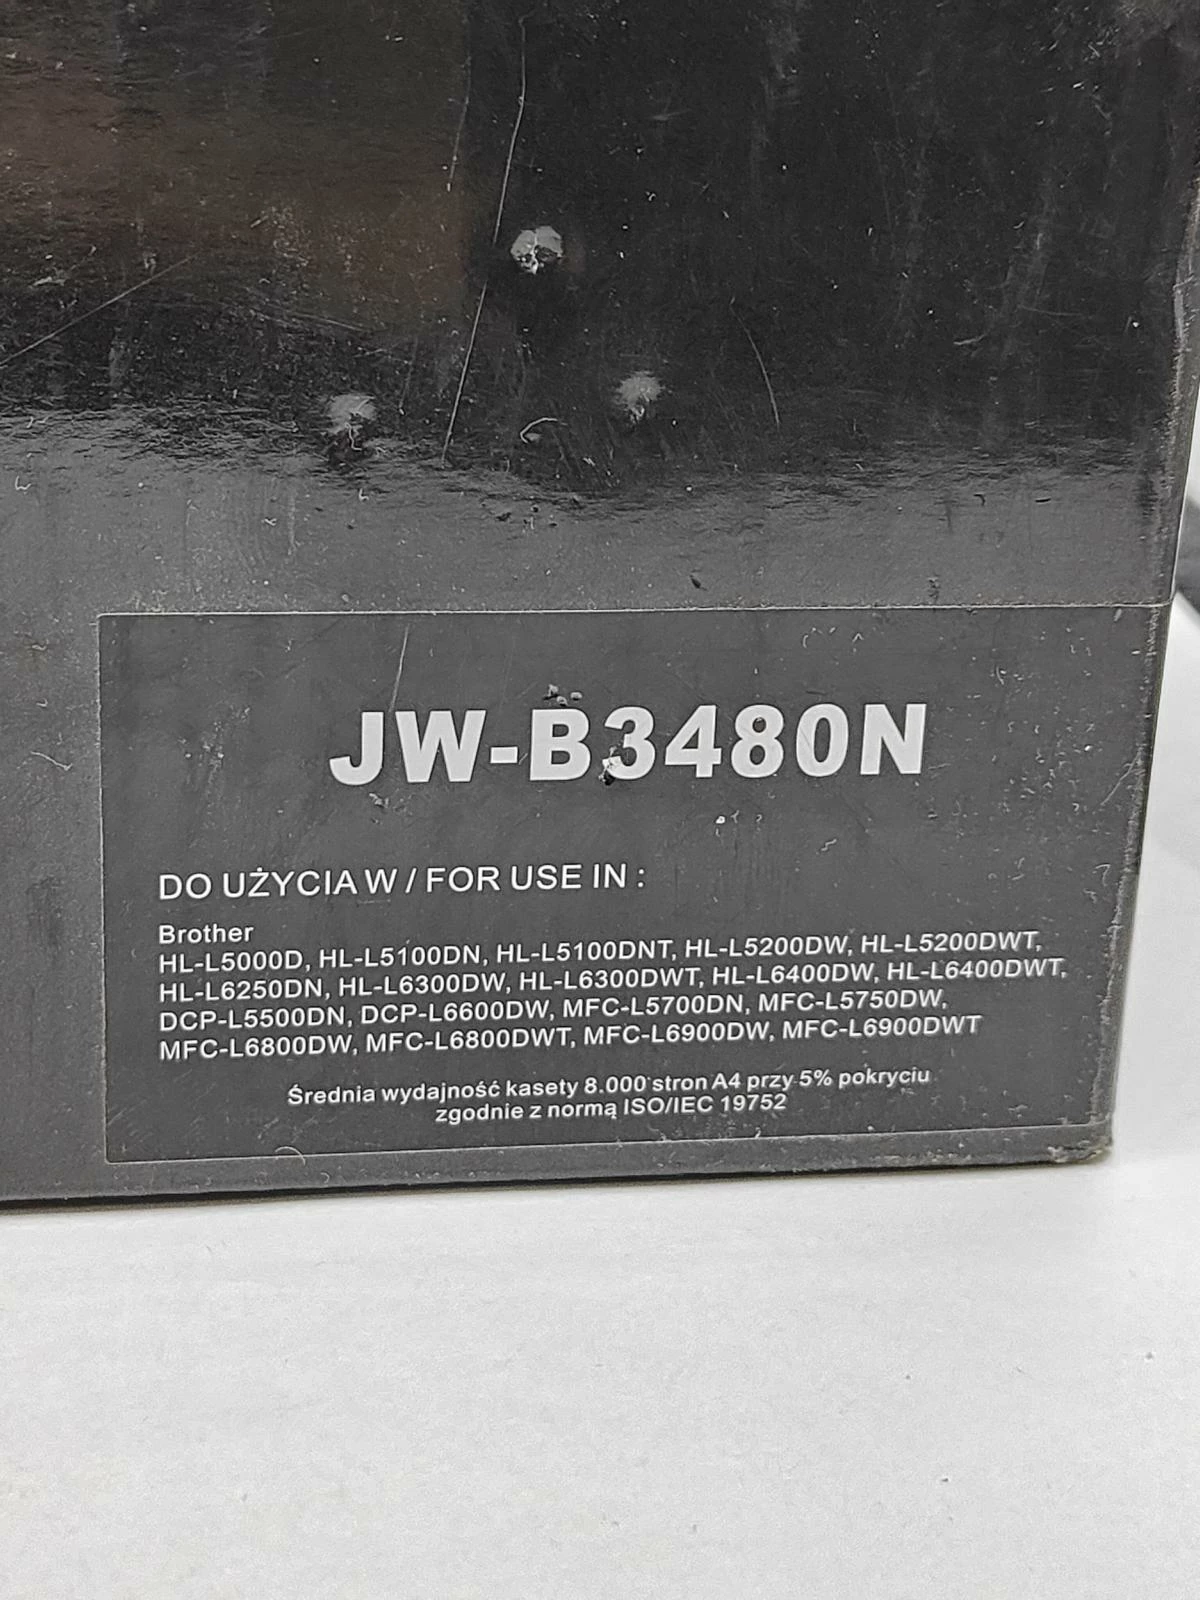 JW-B3480N
DO UŻYCIA W / FOR USE IN :
Brother
HL-L5000D, HL-L5100DN, HL-L5100DNT, HL-L5200DW, HL-L5200DWT,
HL-L6250DN, HL-L6300DW, HL-L6300DWT, HL-L6400DW, HL-L6400DWT,
DCP-L5500DN, DCP-L6600DW, MFC-L5700DN, MFC-L5750DW,
MFC-L6800DW, MFC-L6800DWT, MFC-L6900DW, MFC-L6900DWT
Średnia wydajność kasety 8.000 stron A4 przy 5% pokryciu
zgodnie z normą ISO/IEC 19752